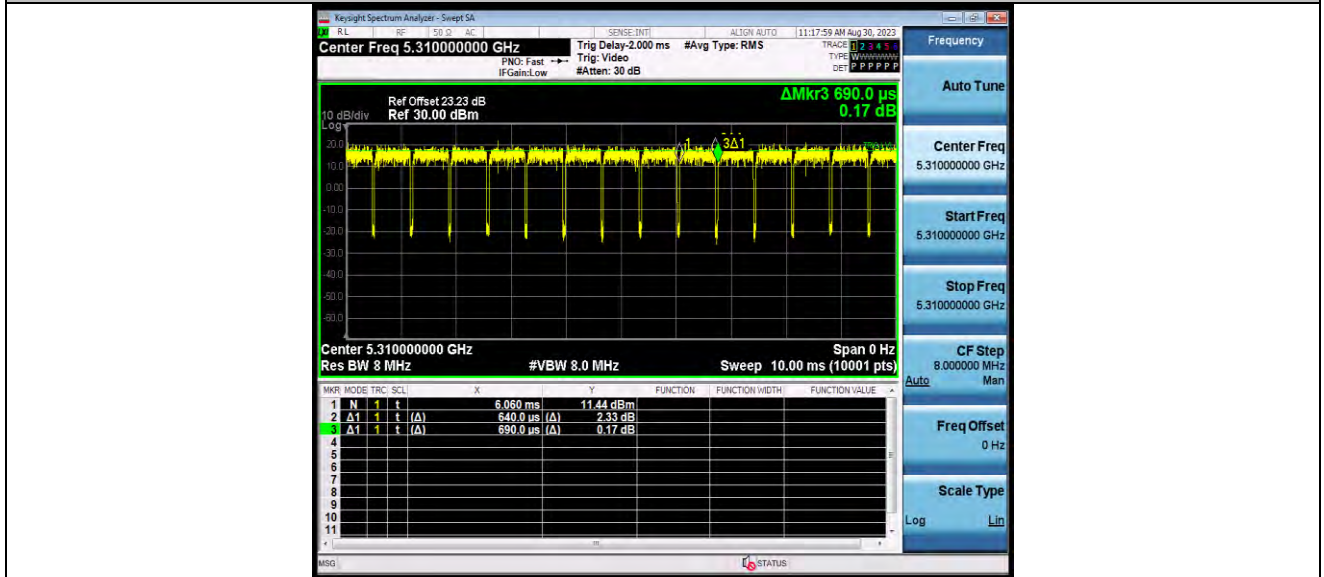 Keysight Spectrum Analyzer - Swept SA
RL RF 50 Ω AC SENSE:INT ALIGN AUTO 11:17:59 AM Aug 30, 2023
Center Freq 5.310000000 GHz
PNO: Fast
IFGain:Low
Trig Delay-2.000 ms
Trig: Video
#Atten: 30 dB
#Avg Type: RMS
TRACE 1 2 3 4 5 6
TYPE WWWWWW
DET P P P P P P
ΔMkr3 690.0 µs
0.17 dB
Ref Offset 23.23 dB
10 dB/div Ref 30.00 dBm
Log
20.0
10.0
0.00
-10.0
-20.0
-30.0
-40.0
-50.0
-60.0
1 3Δ1
Center 5.310000000 GHz Span 0 Hz
Res BW 8 MHz #VBW 8.0 MHz Sweep 10.00 ms (10001 pts)
MKR MODE TRC SCL X Y FUNCTION FUNCTION WIDTH FUNCTION VALUE
1 N 1 t 6.060 ms 11.44 dBm
2 Δ1 1 t (Δ) 640.0 µs (Δ) 2.33 dB
3 Δ1 1 t (Δ) 690.0 µs (Δ) 0.17 dB
4
5
6
7
8
9
10
11
MSG STATUS
Frequency
Auto Tune
Center Freq
5.310000000 GHz
Start Freq
5.310000000 GHz
Stop Freq
5.310000000 GHz
CF Step
8.000000 MHz
Auto Man
Freq Offset
0 Hz
Scale Type
Log Lin